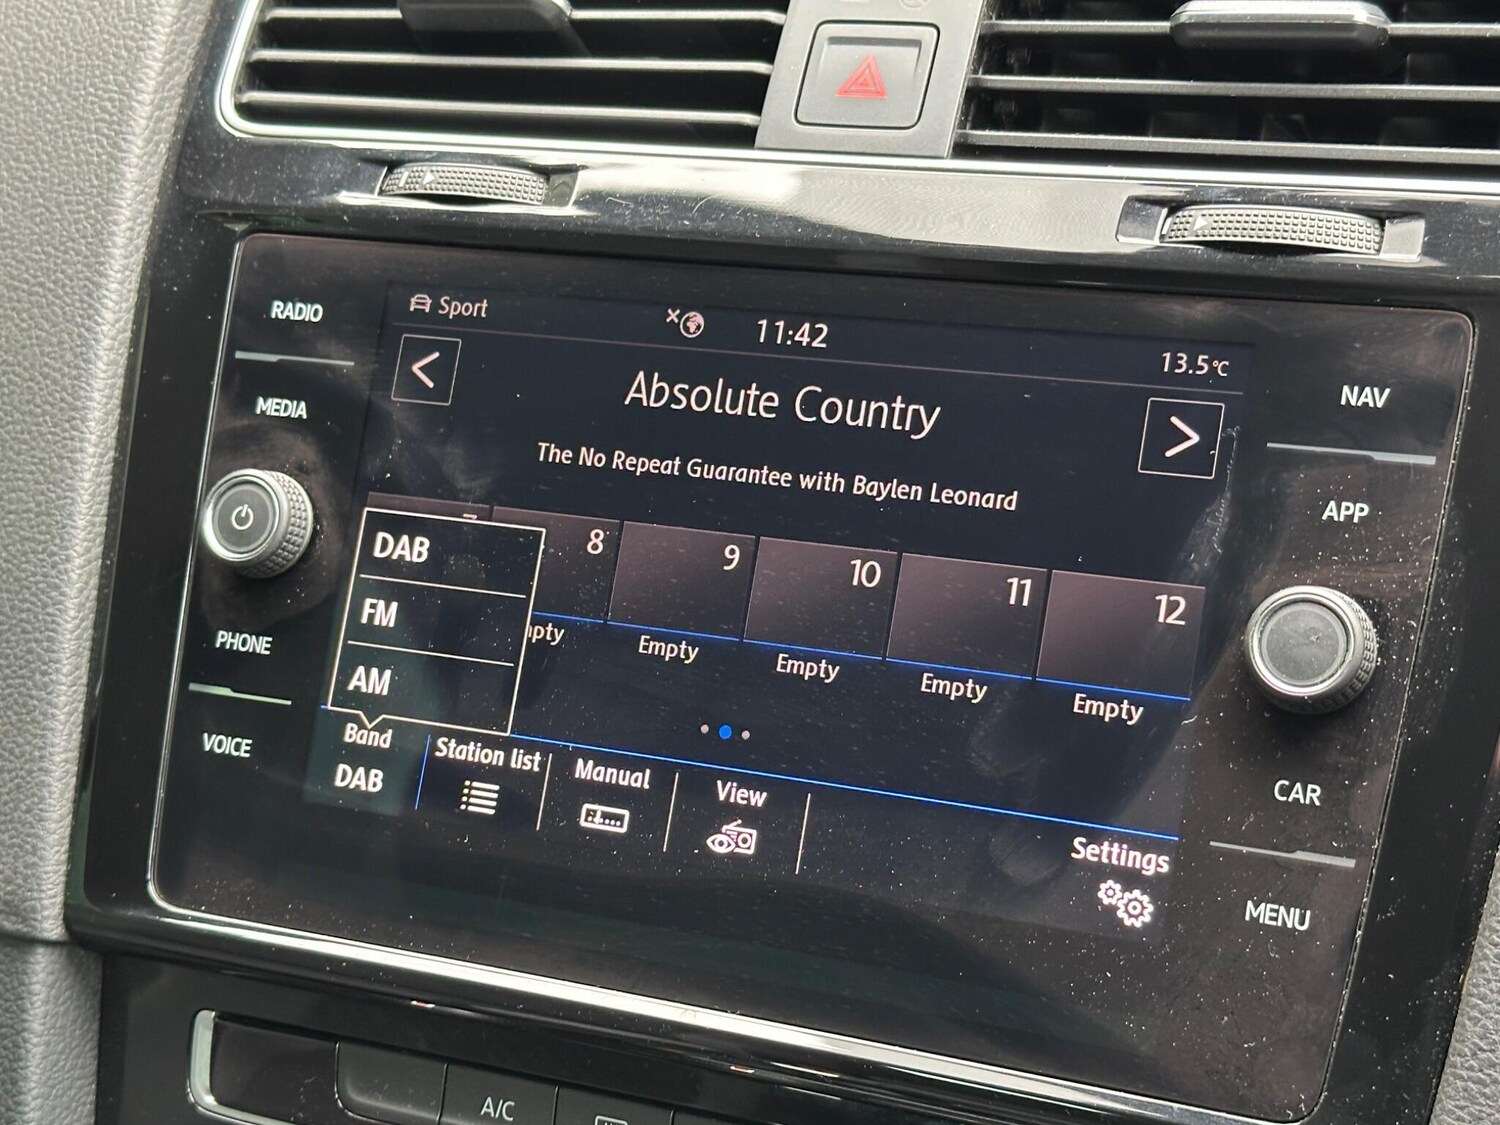 RADIO
MEDIA
PHONE
VOICE
Sport
11:42
13.5°C
<
Absolute Country
>
The No Repeat Guarantee with Baylen Leonard
8
9
10
11
12
Empty
Empty
Empty
Empty
DAB
FM
AM
Band
DAB
Station list
Manual
View
Settings
NAV
APP
CAR
MENU
A/C